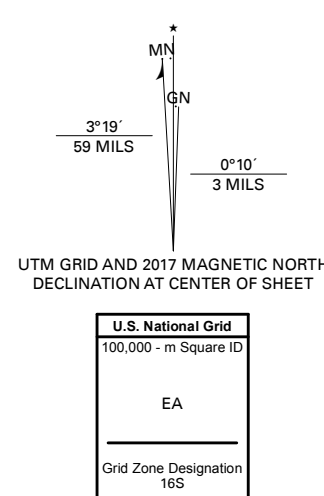 ★
MN
GN
3°19´
59 MILS
0°10´
3 MILS
UTM GRID AND 2017 MAGNETIC NORTH
DECLINATION AT CENTER OF SHEET
U.S. National Grid
100,000 - m Square ID
EA
Grid Zone Designation
16S